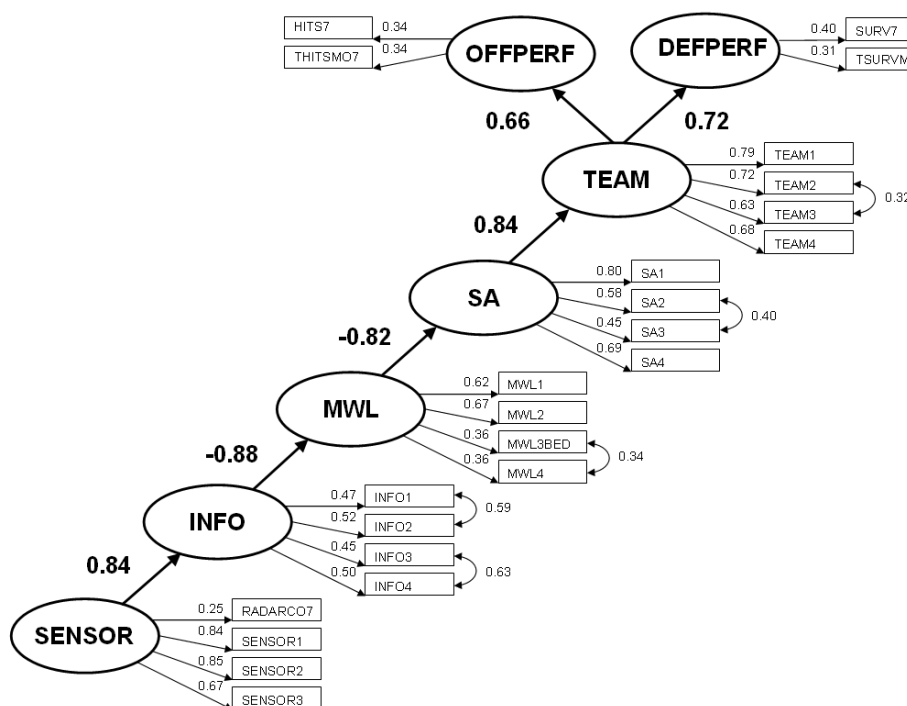 HITS7
0.34
THITSMO7
0.34
OFFPERF
DEFPERF
0.40
SURV7
0.31
TSURVM
0.66
0.72
TEAM
0.79
TEAM1
0.72
TEAM2
0.63
TEAM3
0.68
TEAM4
0.32
0.84
SA
0.80
SA1
0.58
SA2
0.45
SA3
0.69
SA4
0.40
-0.82
MWL
0.62
MWL1
0.67
MWL2
0.36
MWL3BED
0.36
MWL4
0.34
-0.88
INFO
0.47
INFO1
0.52
INFO2
0.45
INFO3
0.50
INFO4
0.59
0.63
0.84
SENSOR
0.25
RADARCO7
0.84
SENSOR1
0.85
SENSOR2
0.67
SENSOR3